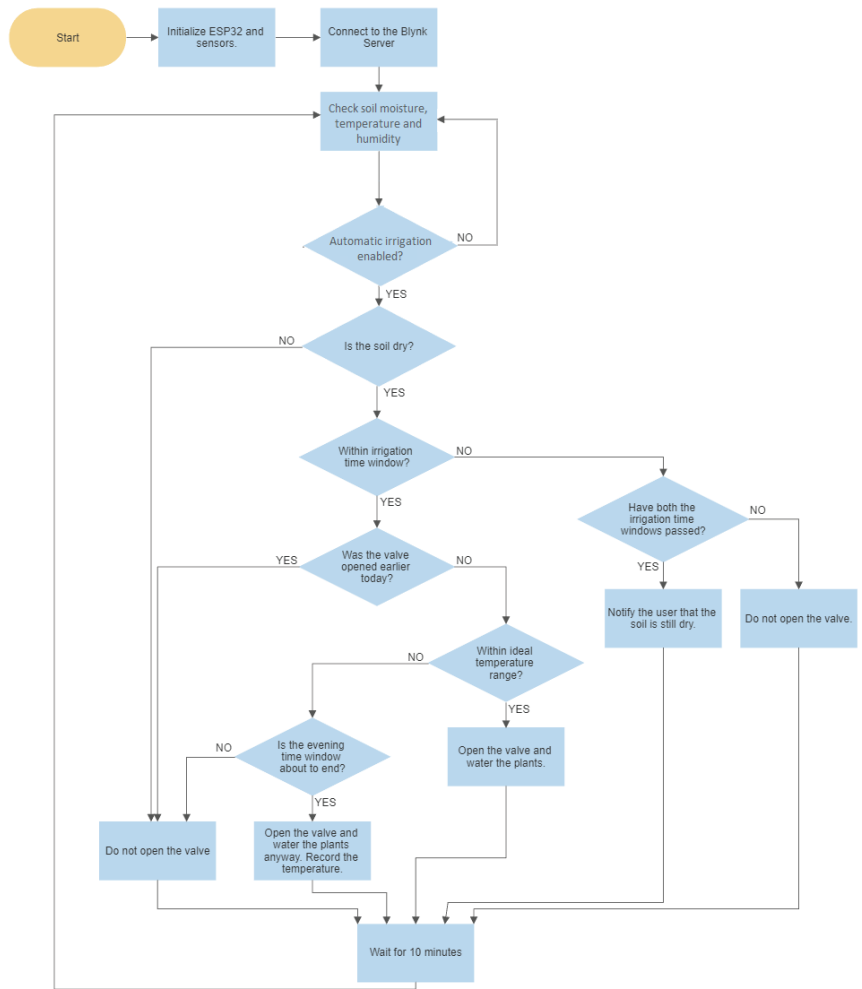 Start
Initialize ESP32 and
sensors.
Connect to the Blynk
Server
Check soil moisture,
temperature and
humidity
Automatic irrigation
enabled?
NO
YES
Is the soil dry?
NO
YES
Within irrigation
time window?
NO
YES
Have both the
irrigation time
windows passed?
NO
YES
Was the valve
opened earlier
today?
YES
NO
Notify the user that the
soil is still dry.
Do not open the valve.
Within ideal
temperature
range?
NO
YES
Is the evening
time window
about to end?
NO
YES
Open the valve and
water the plants.
Do not open the valve
Open the valve and
water the plants
anyway. Record the
temperature.
Wait for 10 minutes